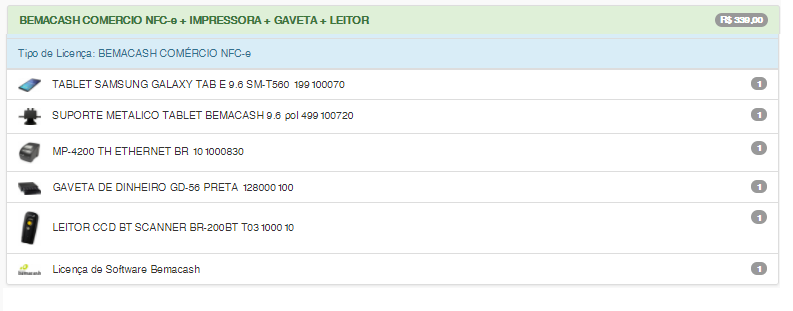 BEMACASH COMERCIO NFC-e + IMPRESSORA + GAVETA + LEITOR R$ 339,00
Tipo de Licença: BEMACASH COMÉRCIO NFC-e
TABLET SAMSUNG GALAXY TAB E 9.6 SM-T560 199100070 1
SUPORTE METALICO TABLET BEMACASH 9.6 pol 499100720 1
MP-4200 TH ETHERNET BR 101000830 1
GAVETA DE DINHEIRO GD-56 PRETA 128000100 1
LEITOR CCD BT SCANNER BR-200BT T03100010 1
Licença de Software Bemacash 1